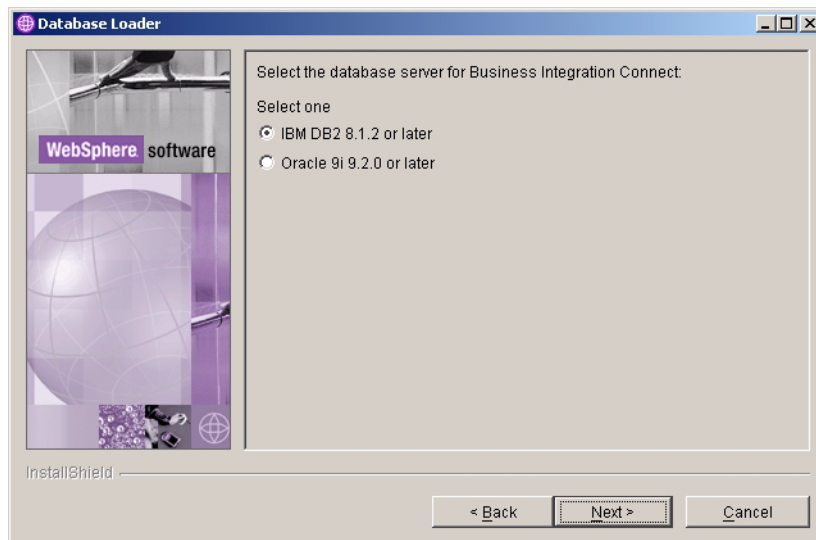 Database Loader
WebSphere. software
Select the database server for Business Integration Connect:
Select one
IBM DB2 8.1.2 or later
Oracle 9i 9.2.0 or later
InstallShield
< Back
Next >
Cancel